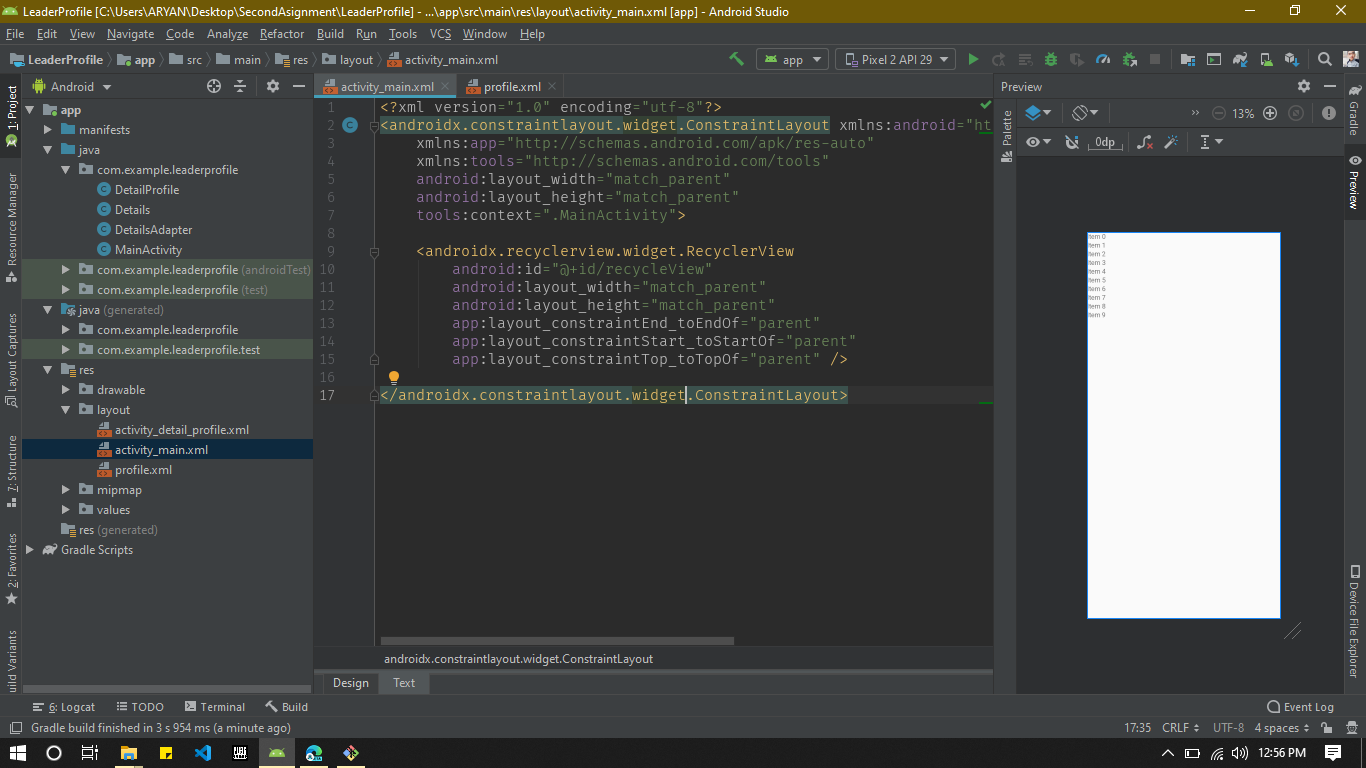 LeaderProfile [C:\Users\ARYAN\Desktop\SecondAsignment\LeaderProfile] - ...\app\src\main\res\layout\activity_main.xml [app] - Android Studio
File Edit View Navigate Code Analyze Refactor Build Run Tools VCS Window Help
LeaderProfile app src main res layout activity_main.xml
app
Pixel 2 API 29
Android
activity_main.xml
profile.xml
Preview
1: Project
Resource Manager
Layout Captures
7: Structure
2: Favorites
uild Variants
app
manifests
java
com.example.leaderprofile
DetailProfile
Details
DetailsAdapter
MainActivity
com.example.leaderprofile (androidTest)
com.example.leaderprofile (test)
java (generated)
com.example.leaderprofile
com.example.leaderprofile.test
res
drawable
layout
activity_detail_profile.xml
activity_main.xml
profile.xml
mipmap
values
res (generated)
Gradle Scripts
1 <?xml version="1.0" encoding="utf-8"?>
2 <androidx.constraintlayout.widget.ConstraintLayout xmlns:android="ht
3 xmlns:app="http://schemas.android.com/apk/res-auto"
4 xmlns:tools="http://schemas.android.com/tools"
5 android:layout_width="match_parent"
6 android:layout_height="match_parent"
7 tools:context=".MainActivity">
8
9 <androidx.recyclerview.widget.RecyclerView
10 android:id="@+id/recycleView"
11 android:layout_width="match_parent"
12 android:layout_height="match_parent"
13 app:layout_constraintEnd_toEndOf="parent"
14 app:layout_constraintStart_toStartOf="parent"
15 app:layout_constraintTop_toTopOf="parent" />
16
17 </androidx.constraintlayout.widget.ConstraintLayout>
androidx.constraintlayout.widget.ConstraintLayout
Design Text
Palette
13%
0dp
Item 0
Item 1
Item 2
Item 3
Item 4
Item 5
Item 6
Item 7
Item 8
Item 9
Gradle
Preview
Device File Explorer
6: Logcat TODO Terminal Build Event Log
Gradle build finished in 3 s 954 ms (a minute ago)
17:35 CRLF UTF-8 4 spaces
12:56 PM